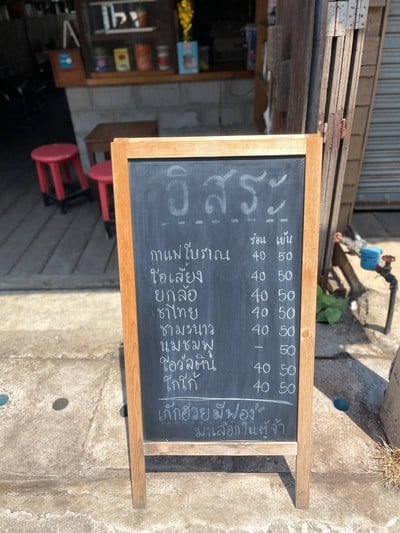 วิสระ
ร้อน เย็น
กาแฟโบราณ 40 50
โอเลี้ยง 40 50
ยกล้อ 40 50
ชาไทย 40 50
ชามะนาว 40 50
นมชมพู - 50
โอวัลติน 40 50
โกโก้ 40 50
เก๊กฮวยมีฟอง
มาเลือกในตู้จ้า